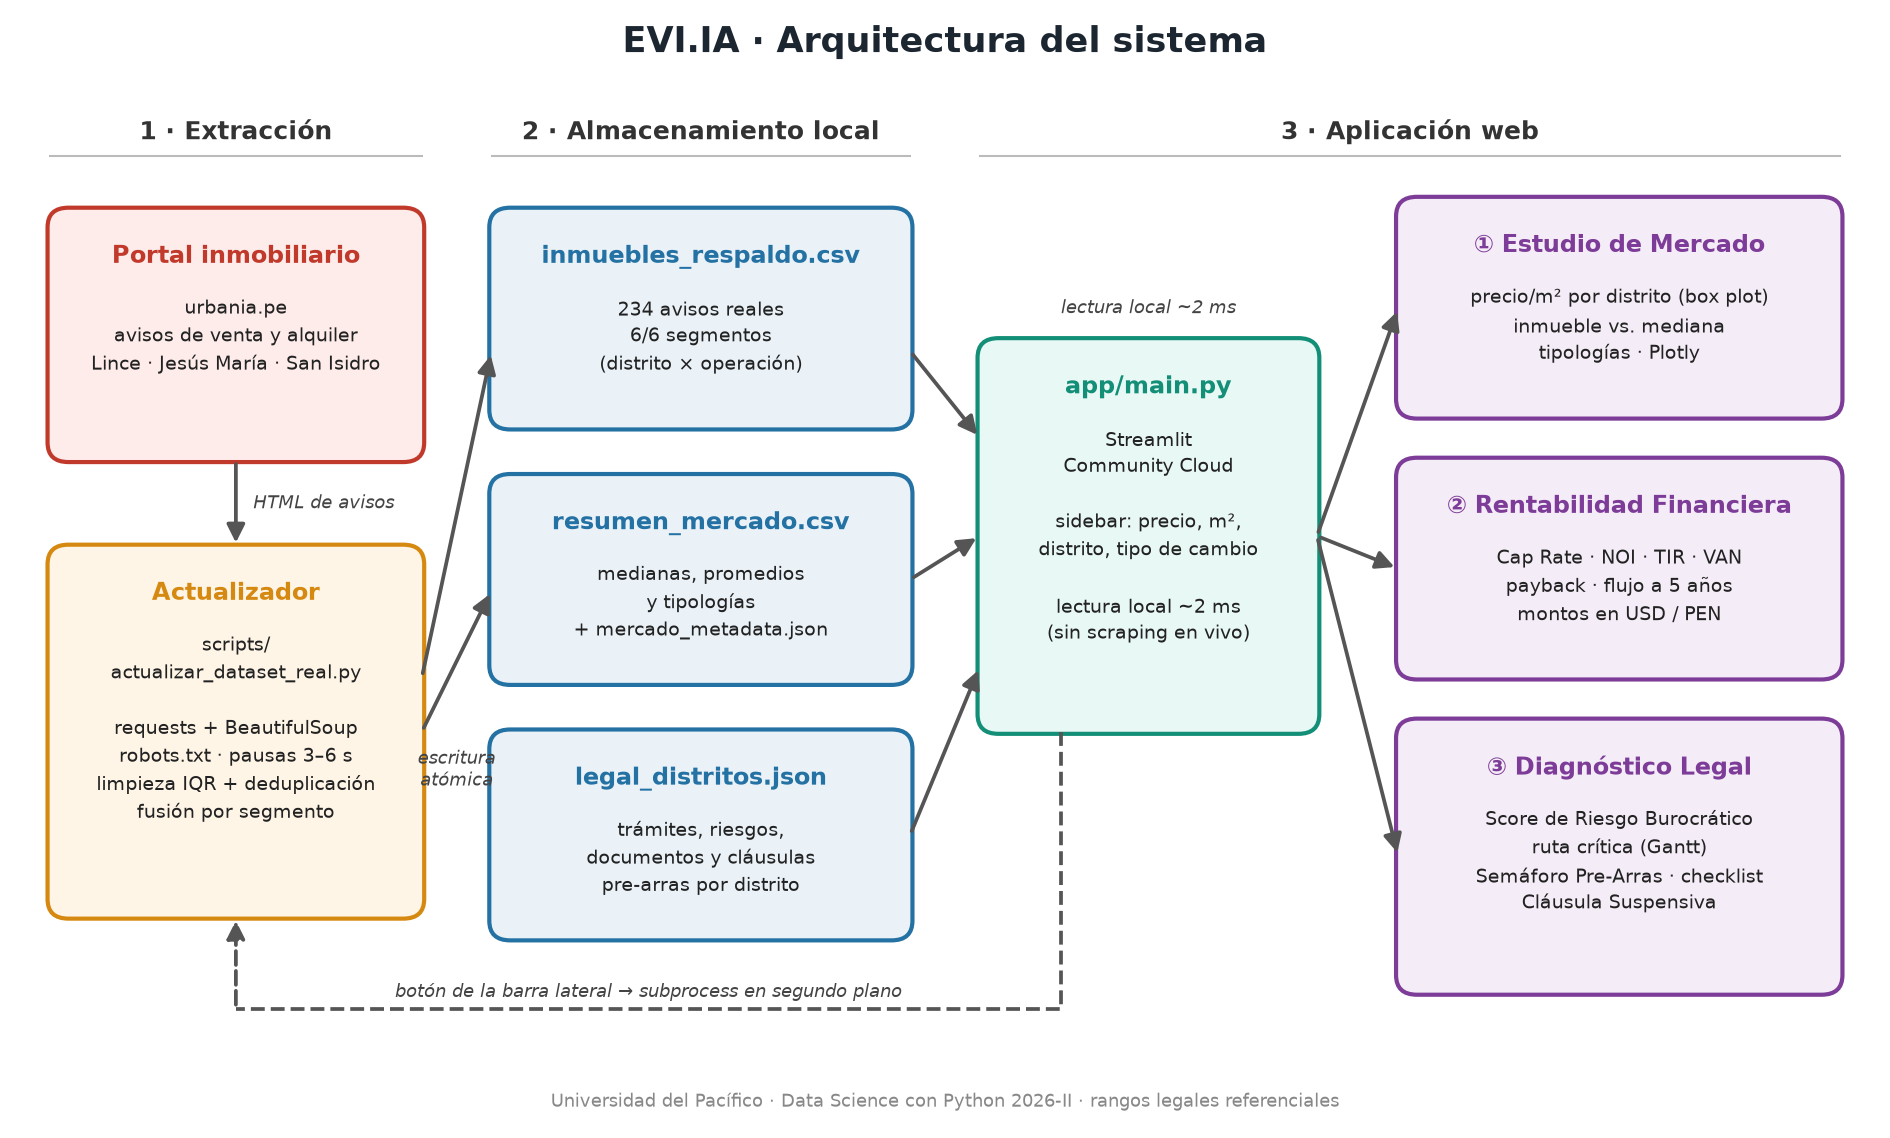 EVI.IA · Arquitectura del sistema
1 · Extracción
Portal inmobiliario
urbania.pe
avisos de venta y alquiler
Lince · Jesús María · San Isidro
HTML de avisos
Actualizador
scripts/
actualizar_dataset_real.py
requests + BeautifulSoup
robots.txt · pausas 3–6 s
limpieza IQR + deduplicación
fusión por segmento
escritura
atómica
2 · Almacenamiento local
inmuebles_respaldo.csv
234 avisos reales
6/6 segmentos
(distrito × operación)
resumen_mercado.csv
medianas, promedios
y tipologías
+ mercado_metadata.json
legal_distritos.json
trámites, riesgos,
documentos y cláusulas
pre-arras por distrito
botón de la barra lateral → subprocess en segundo plano
3 · Aplicación web
lectura local ~2 ms
app/main.py
Streamlit
Community Cloud
sidebar: precio, m²,
distrito, tipo de cambio
lectura local ~2 ms
(sin scraping en vivo)
① Estudio de Mercado
precio/m² por distrito (box plot)
inmueble vs. mediana
tipologías · Plotly
② Rentabilidad Financiera
Cap Rate · NOI · TIR · VAN
payback · flujo a 5 años
montos en USD / PEN
③ Diagnóstico Legal
Score de Riesgo Burocrático
ruta crítica (Gantt)
Semáforo Pre-Arras · checklist
Cláusula Suspensiva
Universidad del Pacífico · Data Science con Python 2026-II · rangos legales referenciales